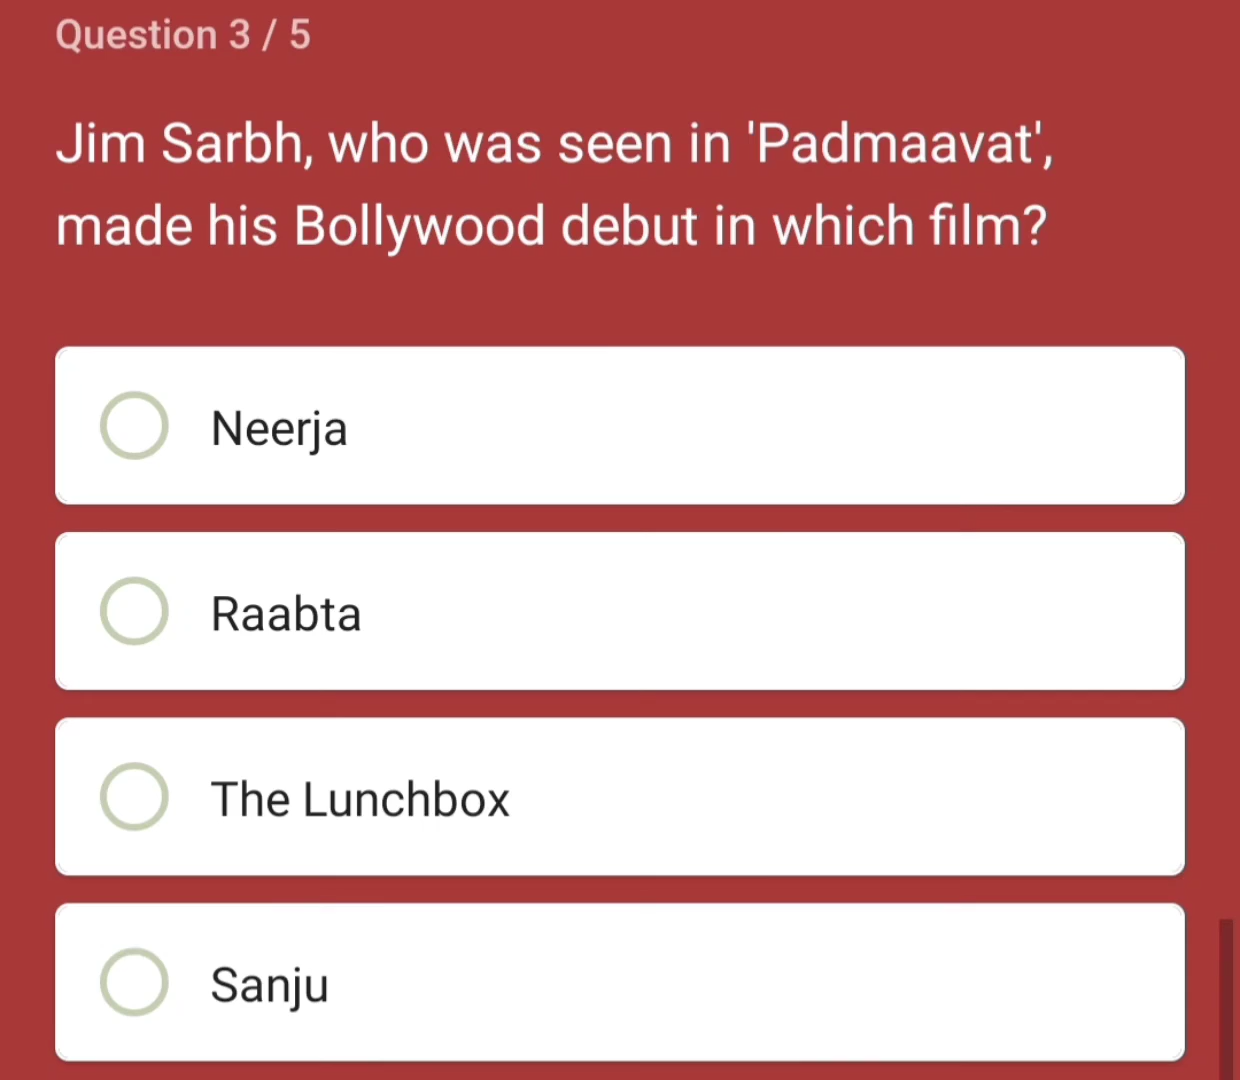 Question 3 / 5
Jim Sarbh, who was seen in 'Padmaavat',
made his Bollywood debut in which film?
Neerja
Raabta
The Lunchbox
Sanju